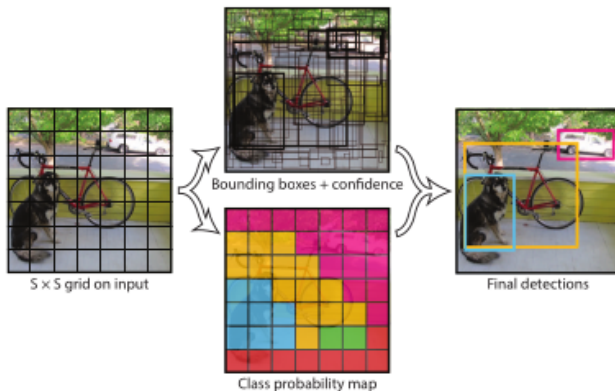 Bounding boxes + confidence
S × S grid on input
Final detections
Class probability map